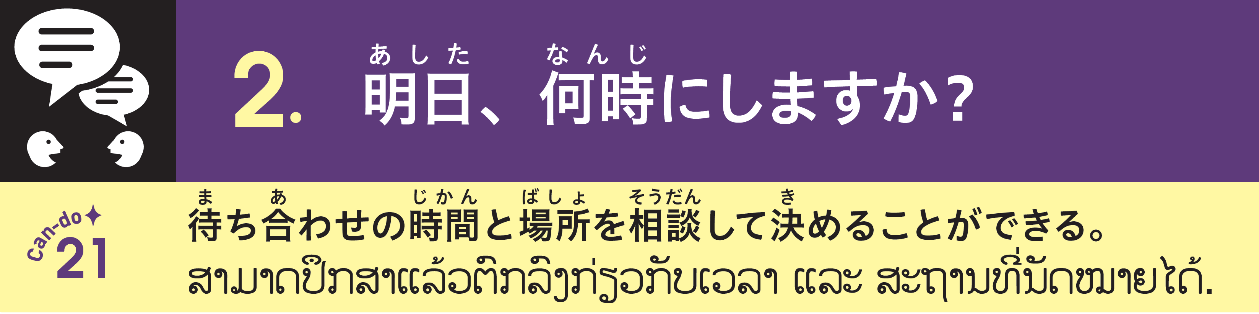 あした なんじ
2. 明日、何時にしますか？
ま あ じかん ばしょ そうだん き
Can-do 21
待ち合わせの時間と場所を相談して決めることができる。
ສາມາດປຶກສາແລ້ວຕົກລົງກ່ຽວກັບເວລາ ແລະ ສະຖານທີ່ນັດໝາຍໄດ້.